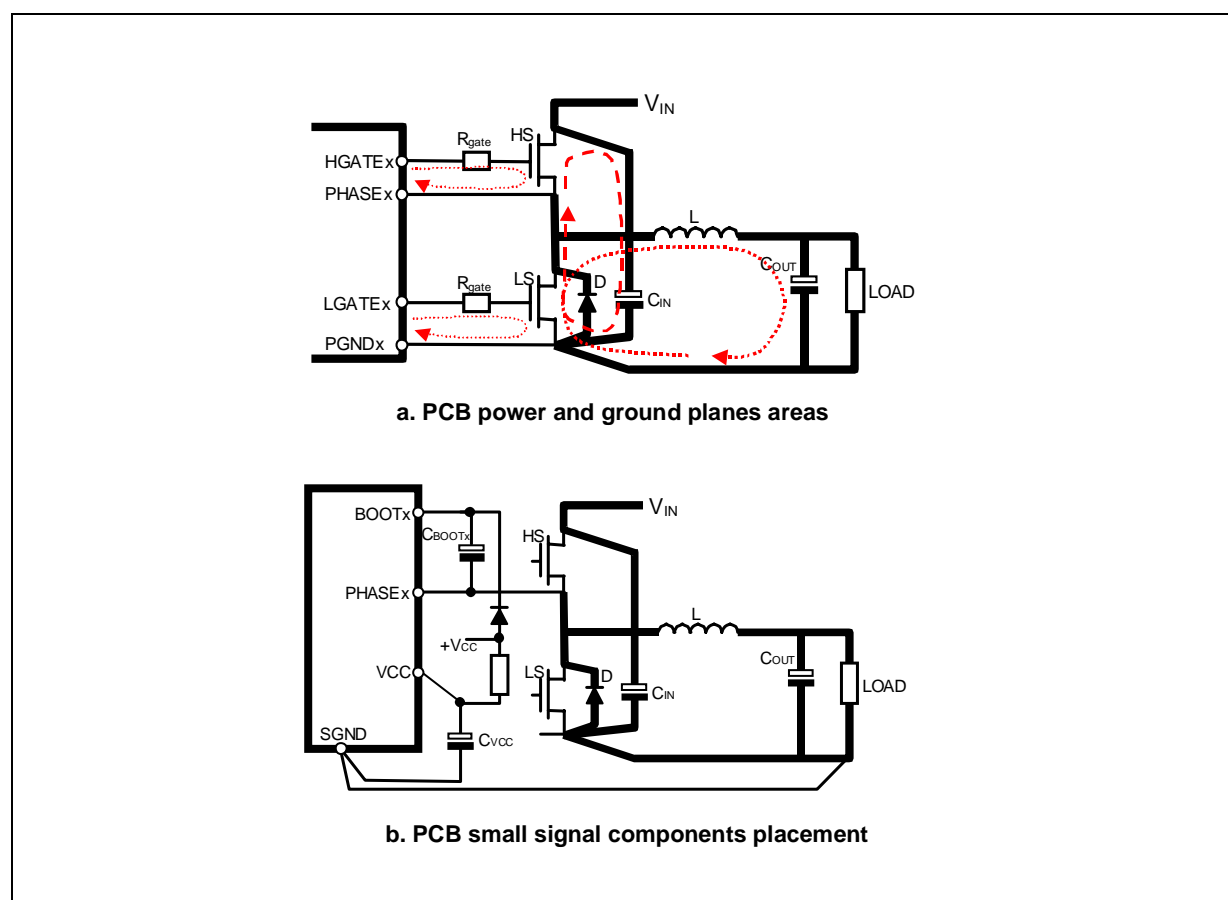 VIN
HS
Rgate
HGATEx
PHASEx
L
Rgate
LS
D
COUT
LOAD
CIN
LGATEx
PGNDx
a. PCB power and ground planes areas
VIN
BOOTx
CBOOTx
HS
PHASEx
L
+VCC
COUT
VCC
LS
D
CIN
LOAD
SGND
CVCC
b. PCB small signal components placement